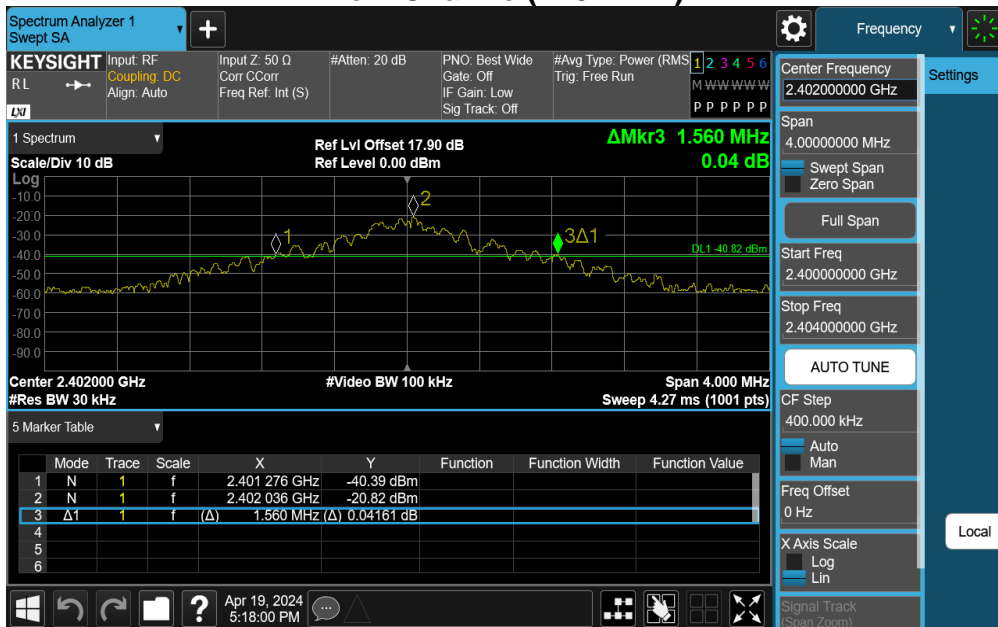 Spectrum Analyzer 1
Swept SA
Frequency
KEYSIGHT
RL
LXI
Input: RF
Coupling: DC
Align: Auto
Input Z: 50 Ω
Corr CCorr
Freq Ref: Int (S)
#Atten: 20 dB
PNO: Best Wide
Gate: Off
IF Gain: Low
Sig Track: Off
#Avg Type: Power (RMS
Trig: Free Run
1 2 3 4 5 6
M W W W W W
P P P P P P
1 Spectrum
Scale/Div 10 dB
Log
Ref Lvl Offset 17.90 dB
Ref Level 0.00 dBm
ΔMkr3 1.560 MHz
0.04 dB
-10.0
-20.0
-30.0
-40.0
-50.0
-60.0
-70.0
-80.0
-90.0
1
2
3Δ1
DL1 -40.82 dBm
Center 2.402000 GHz
#Video BW 100 kHz
Span 4.000 MHz
#Res BW 30 kHz
Sweep 4.27 ms (1001 pts)
5 Marker Table
Mode Trace Scale X Y Function Function Width Function Value
1 N 1 f 2.401 276 GHz -40.39 dBm
2 N 1 f 2.402 036 GHz -20.82 dBm
3 Δ1 1 f (Δ) 1.560 MHz (Δ) 0.04161 dB
4
5
6
Apr 19, 2024
5:18:00 PM
?
Center Frequency
2.402000000 GHz
Span
4.00000000 MHz
Swept Span
Zero Span
Full Span
Start Freq
2.400000000 GHz
Stop Freq
2.404000000 GHz
AUTO TUNE
CF Step
400.000 kHz
Auto
Man
Freq Offset
0 Hz
X Axis Scale
Log
Lin
Signal Track
(Span Zoom)
Settings
Local